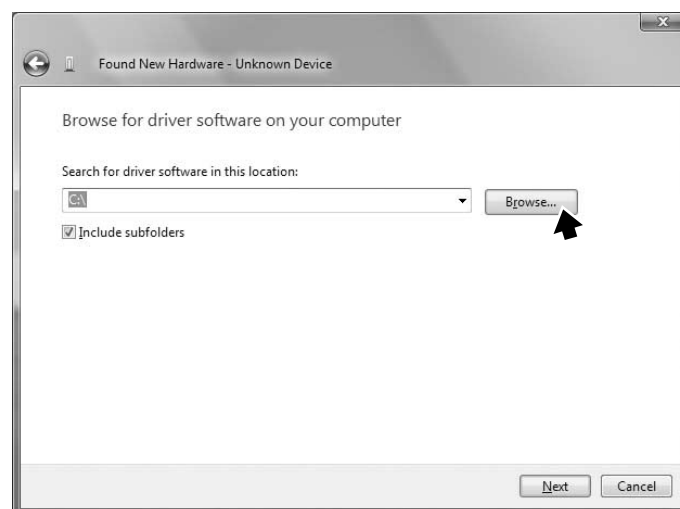 Found New Hardware - Unknown Device
Browse for driver software on your computer
Search for driver software in this location:
C:\
Browse...
Include subfolders
Next
Cancel